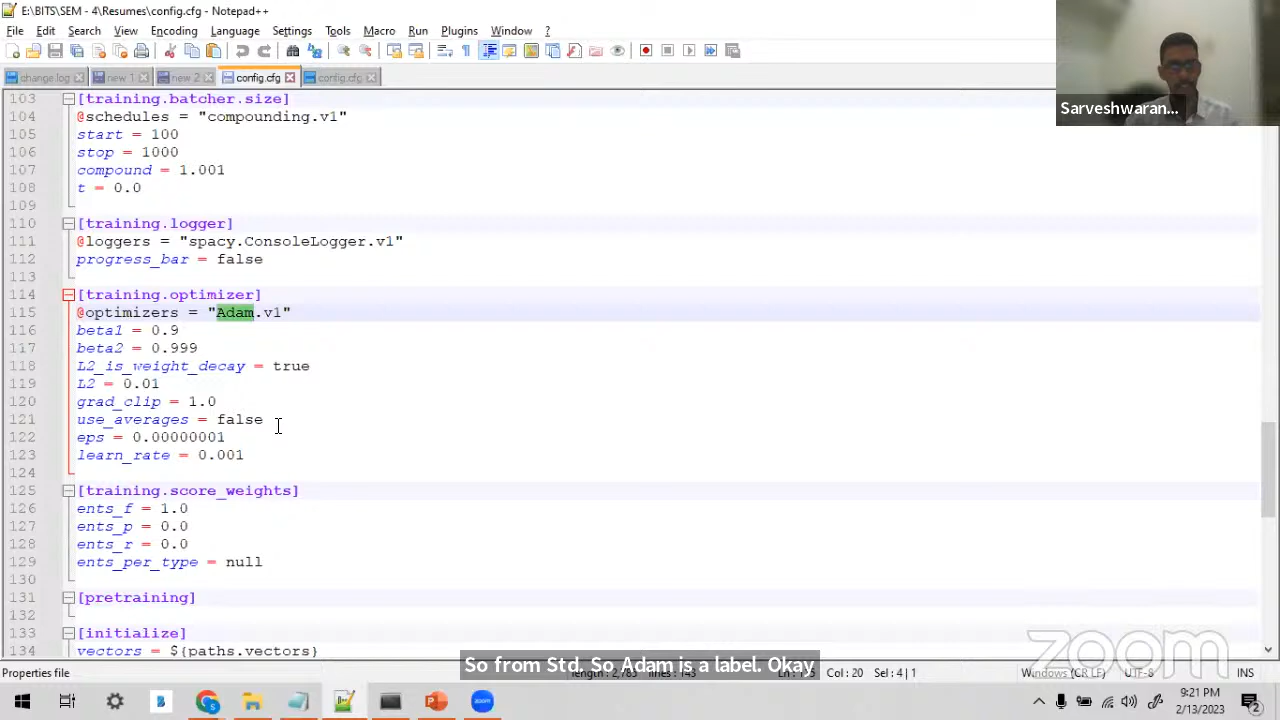 E:\BITS\SEM - 4\Resumes\config.cfg - Notepad++
File Edit Search View Encoding Language Settings Tools Macro Run Plugins Window ?
change.log new 1 new 2 config.cfg config.cfg
Sarveshwaran...
103 [training.batcher.size]
104 @schedules = "compounding.v1"
105 start = 100
106 stop = 1000
107 compound = 1.001
108 t = 0.0
109
110 [training.logger]
111 @loggers = "spacy.ConsoleLogger.v1"
112 progress_bar = false
113
114 [training.optimizer]
115 @optimizers = "Adam.v1"
116 beta1 = 0.9
117 beta2 = 0.999
118 L2_is_weight_decay = true
119 L2 = 0.01
120 grad_clip = 1.0
121 use_averages = false
122 eps = 0.00000001
123 learn_rate = 0.001
124
125 [training.score_weights]
126 ents_f = 1.0
127 ents_p = 0.0
128 ents_r = 0.0
129 ents_per_type = null
130
131 [pretraining]
132
133 [initialize]
134 vectors = ${paths.vectors}
zoom
So from Std. So, Adam is a label. Okay
Properties file length : 2,783 lines : 143 Col : 20 Sel : 4 | 1 Windows (CR LF) UTF-8 INS
zoom
9:21 PM
2/13/2023
2